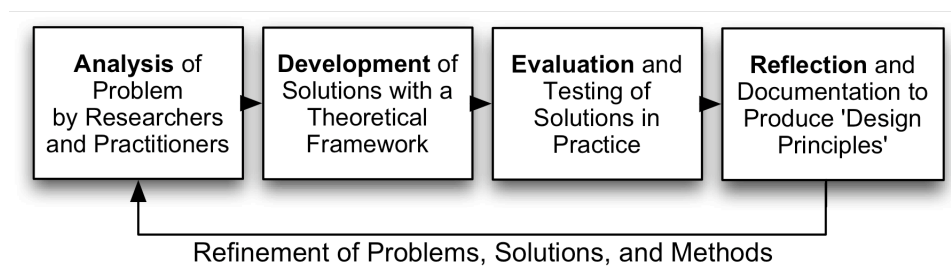 Analysis of
Problem
by Researchers
and Practitioners
Development of
Solutions with a
Theoretical
Framework
Evaluation and
Testing of
Solutions in
Practice
Reflection and
Documentation to
Produce 'Design
Principles'
Refinement of Problems, Solutions, and Methods